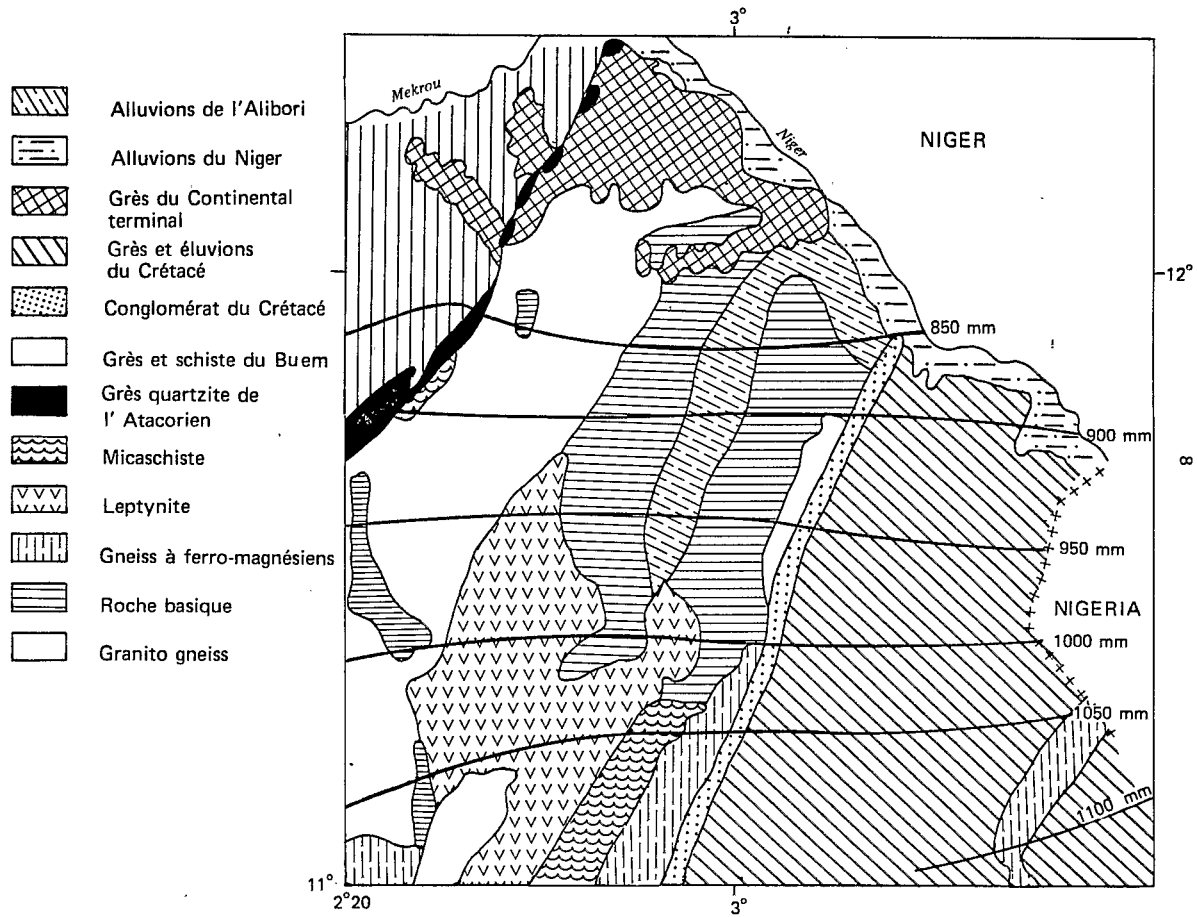 Alluvions de l'Alibori
Alluvions du Niger
Grès du Continental
terminal
Grès et éluvions
du Crétacé
Conglomérat du Crétacé
Grès et schiste du Buem
Grès quartzite de
l' Atacorien
Micaschiste
Leptynite
Gneiss à ferro-magnésiens
Roche basique
Granito gneiss
3°
Mekrou
Niger
NIGER
12°
850 mm
900 mm
8
950 mm
NIGERIA
1000 mm
1050 mm
1100 mm
11°
2°20
3°